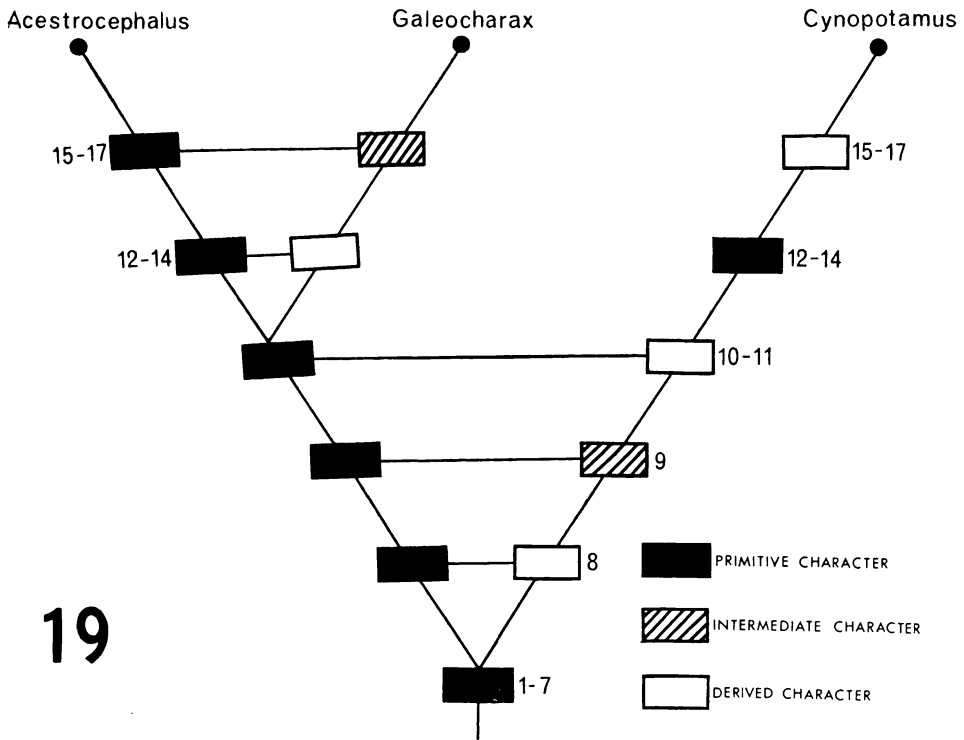 Acestrocephalus
Galeocharax
Cynopotamus
15-17
15-17
12-14
12-14
10-11
9
8
PRIMITIVE CHARACTER
INTERMEDIATE CHARACTER
19
1-7
DERIVED CHARACTER